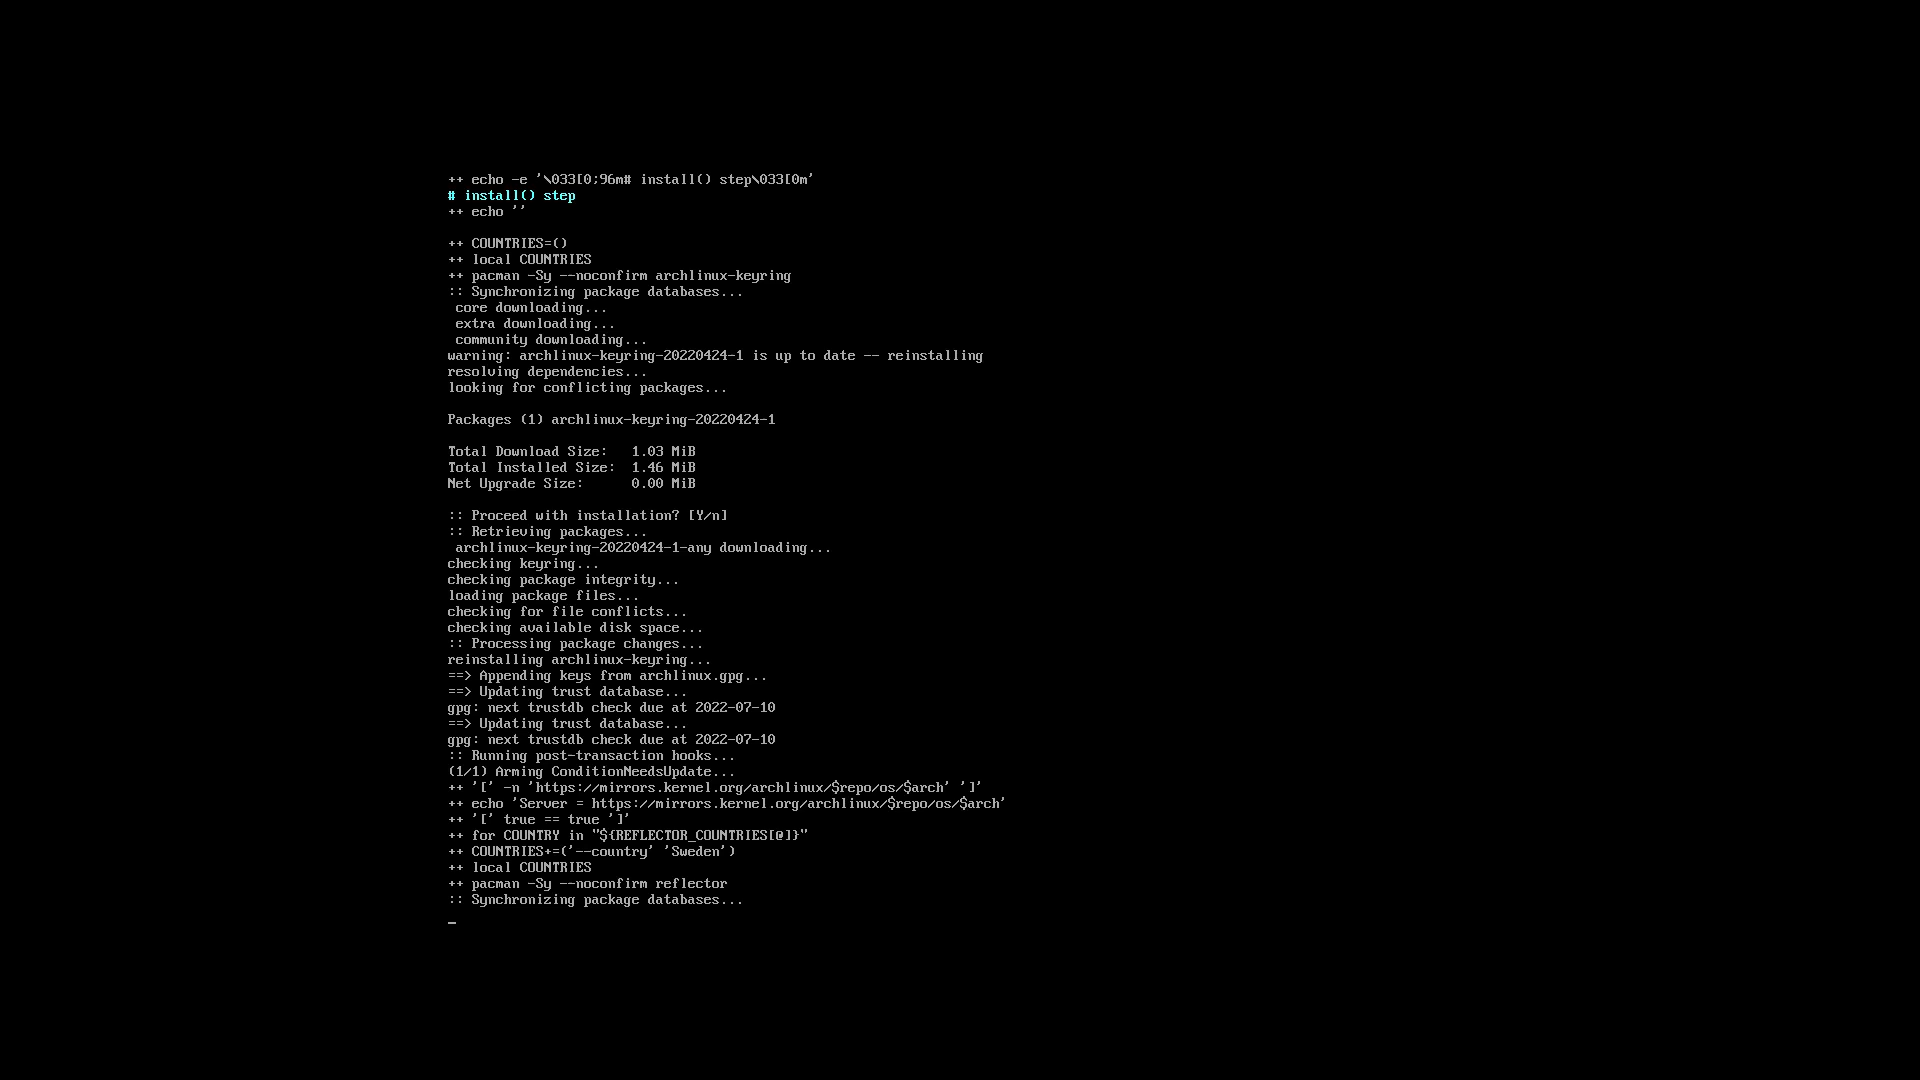 ++ echo -e '\033[0;96m# install() step\033[0m'
# install() step
++ echo ''
++ COUNTRIES=()
++ local COUNTRIES
++ pacman -Sy --noconfirm archlinux-keyring
:: Synchronizing package databases...
core downloading...
extra downloading...
community downloading...
warning: archlinux-keyring-20220424-1 is up to date -- reinstalling
resolving dependencies...
looking for conflicting packages...
Packages (1) archlinux-keyring-20220424-1
Total Download Size:   1.03 MiB
Total Installed Size:  1.46 MiB
Net Upgrade Size:      0.00 MiB
:: Proceed with installation? [Y/n]
:: Retrieving packages...
archlinux-keyring-20220424-1-any downloading...
checking keyring...
checking package integrity...
loading package files...
checking for file conflicts...
checking available disk space...
:: Processing package changes...
reinstalling archlinux-keyring...
==> Appending keys from archlinux.gpg...
==> Updating trust database...
gpg: next trustdb check due at 2022-07-10
==> Updating trust database...
gpg: next trustdb check due at 2022-07-10
:: Running post-transaction hooks...
(1/1) Arming ConditionNeedsUpdate...
++ '[' -n 'https://mirrors.kernel.org/archlinux/$repo/os/$arch' ']'
++ echo 'Server = https://mirrors.kernel.org/archlinux/$repo/os/$arch'
++ '[' true == true ']'
++ for COUNTRY in "${REFLECTOR_COUNTRIES[@]}"
++ COUNTRIES+=('--country' 'Sweden')
++ local COUNTRIES
++ pacman -Sy --noconfirm reflector
:: Synchronizing package databases...
_